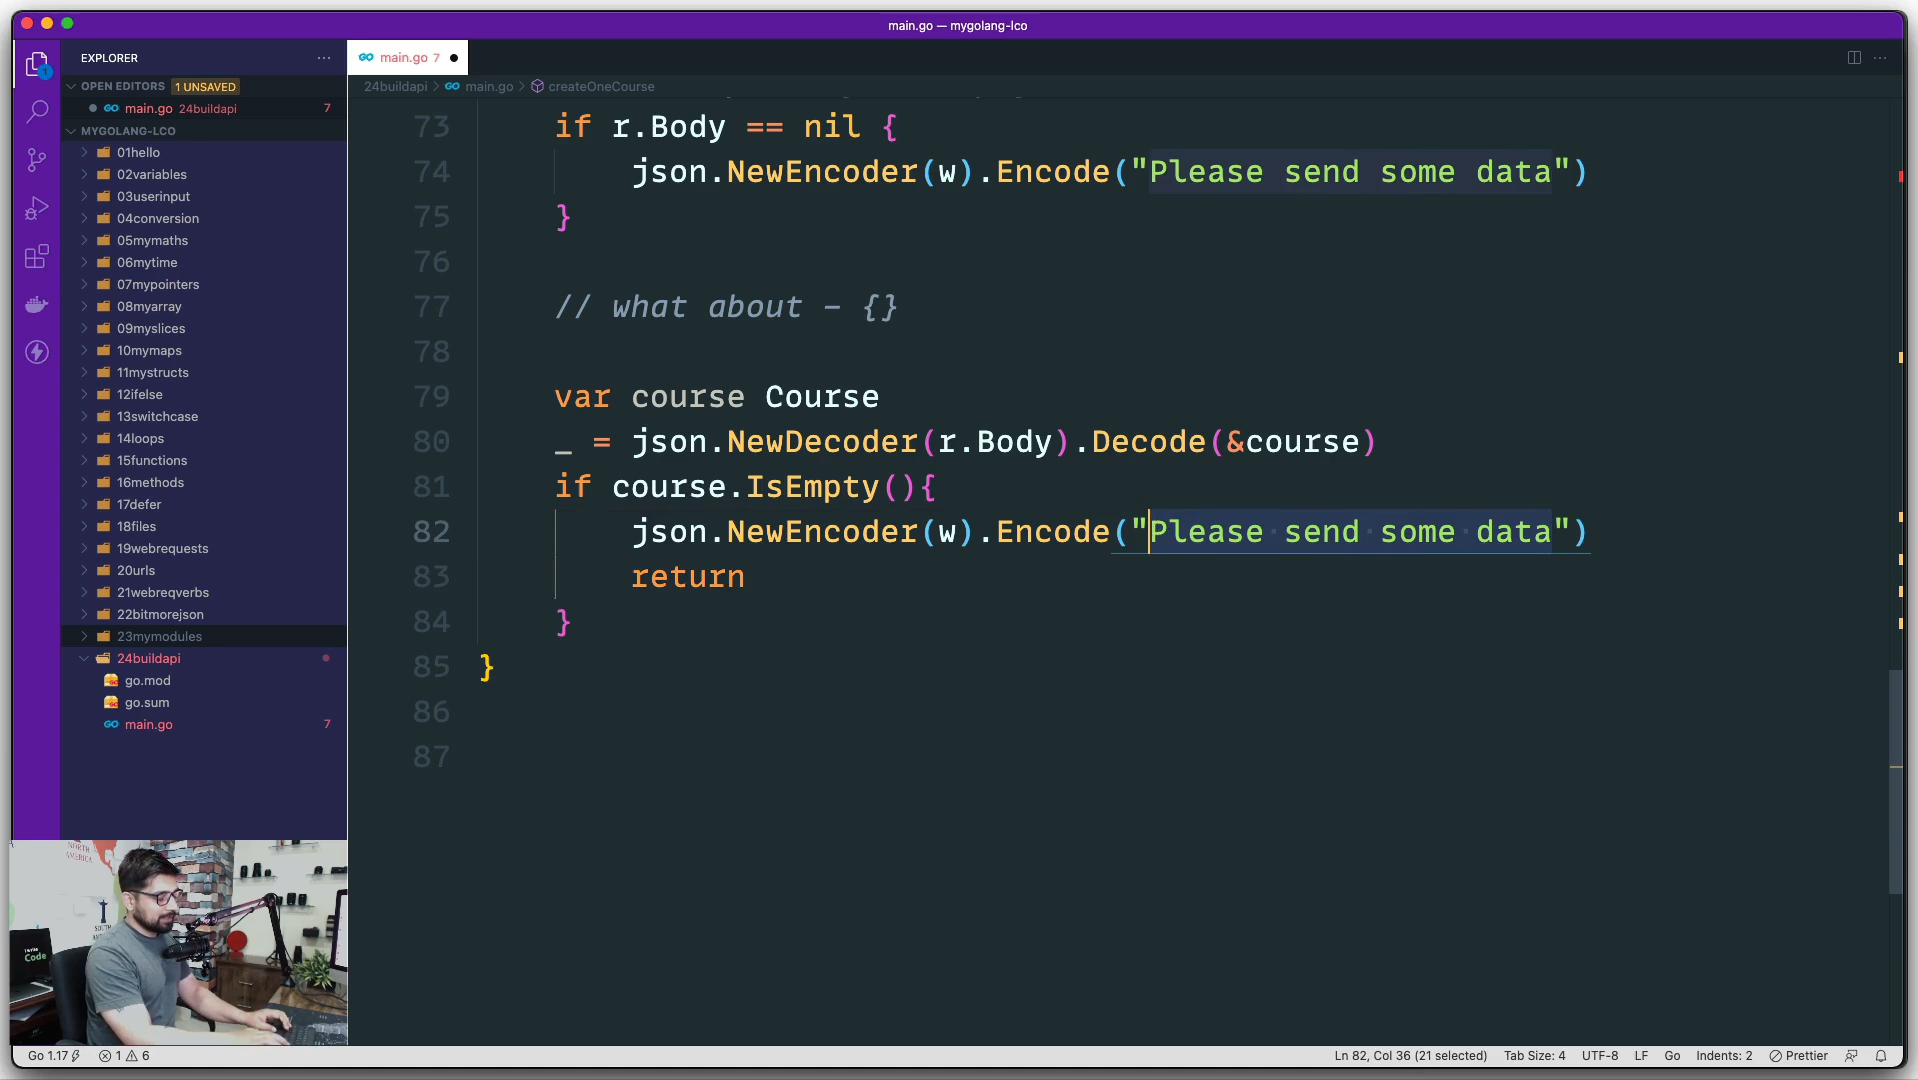 main.go — mygolang-lco
EXPLORER
OPEN EDITORS 1 UNSAVED
main.go 24buildapi 7
MYGOLANG-LCO
01hello
02variables
03userinput
04conversion
05mymaths
06mytime
07mypointers
08myarray
09myslices
10mymaps
11mystructs
12ifelse
13switchcase
14loops
15functions
16methods
17defer
18files
19webrequests
20urls
21webreqverbs
22bitmorejson
23mymodules
24buildapi
go.mod
go.sum
main.go 7
1
main.go 7
24buildapi > main.go > createOneCourse
73 if r.Body == nil {
74 json.NewEncoder(w).Encode("Please send some data")
75 }
76
77 // what about - {}
78
79 var course Course
80 _ = json.NewDecoder(r.Body).Decode(&course)
81 if course.IsEmpty(){
82 json.NewEncoder(w).Encode("Please send some data")
83 return
84 }
85 }
86
87
NORTH
AMERICA
SOUTH
I write
Code
Go 1.17 1 6
Ln 82, Col 36 (21 selected) Tab Size: 4 UTF-8 LF Go Indents: 2 Prettier